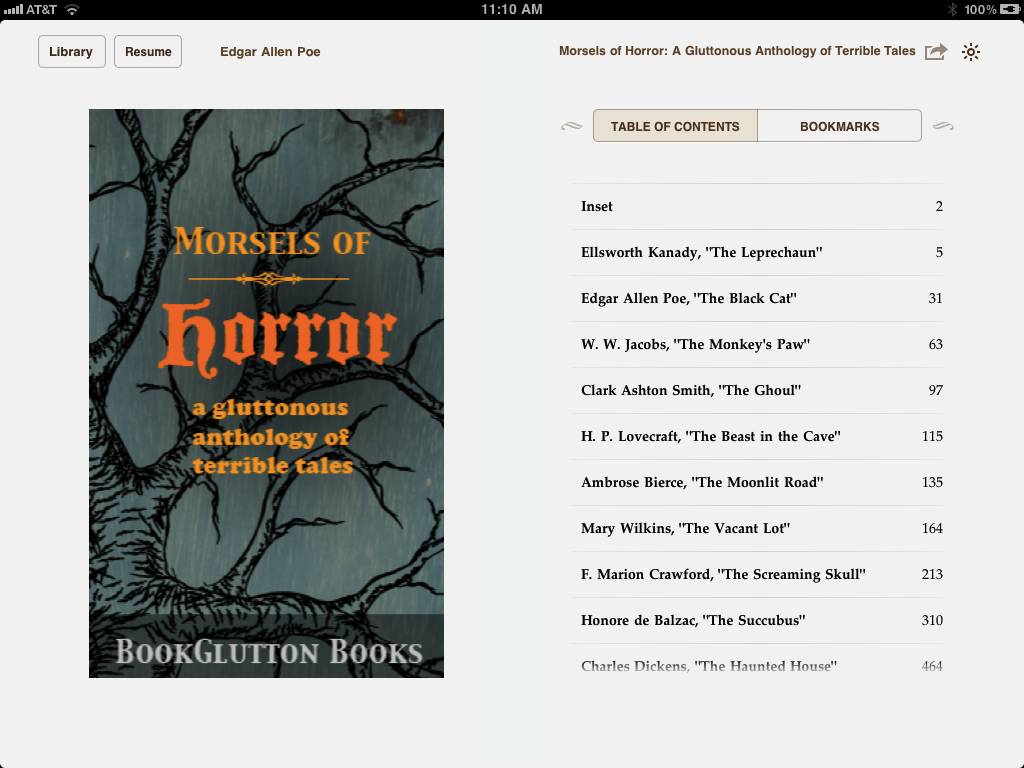 AT&T 11:10 AM 100%
Library Resume Edgar Allen Poe Morsels of Horror: A Gluttonous Anthology of Terrible Tales
MORSELS OF
Horror
a gluttonous
anthology of
terrible tales
BOOKGLUTTON BOOKS
TABLE OF CONTENTS BOOKMARKS
Inset 2
Ellsworth Kanady, "The Leprechaun" 5
Edgar Allen Poe, "The Black Cat" 31
W. W. Jacobs, "The Monkey's Paw" 63
Clark Ashton Smith, "The Ghoul" 97
H. P. Lovecraft, "The Beast in the Cave" 115
Ambrose Bierce, "The Moonlit Road" 135
Mary Wilkins, "The Vacant Lot" 164
F. Marion Crawford, "The Screaming Skull" 213
Honore de Balzac, "The Succubus" 310
Charles Dickens, "The Haunted House" 464